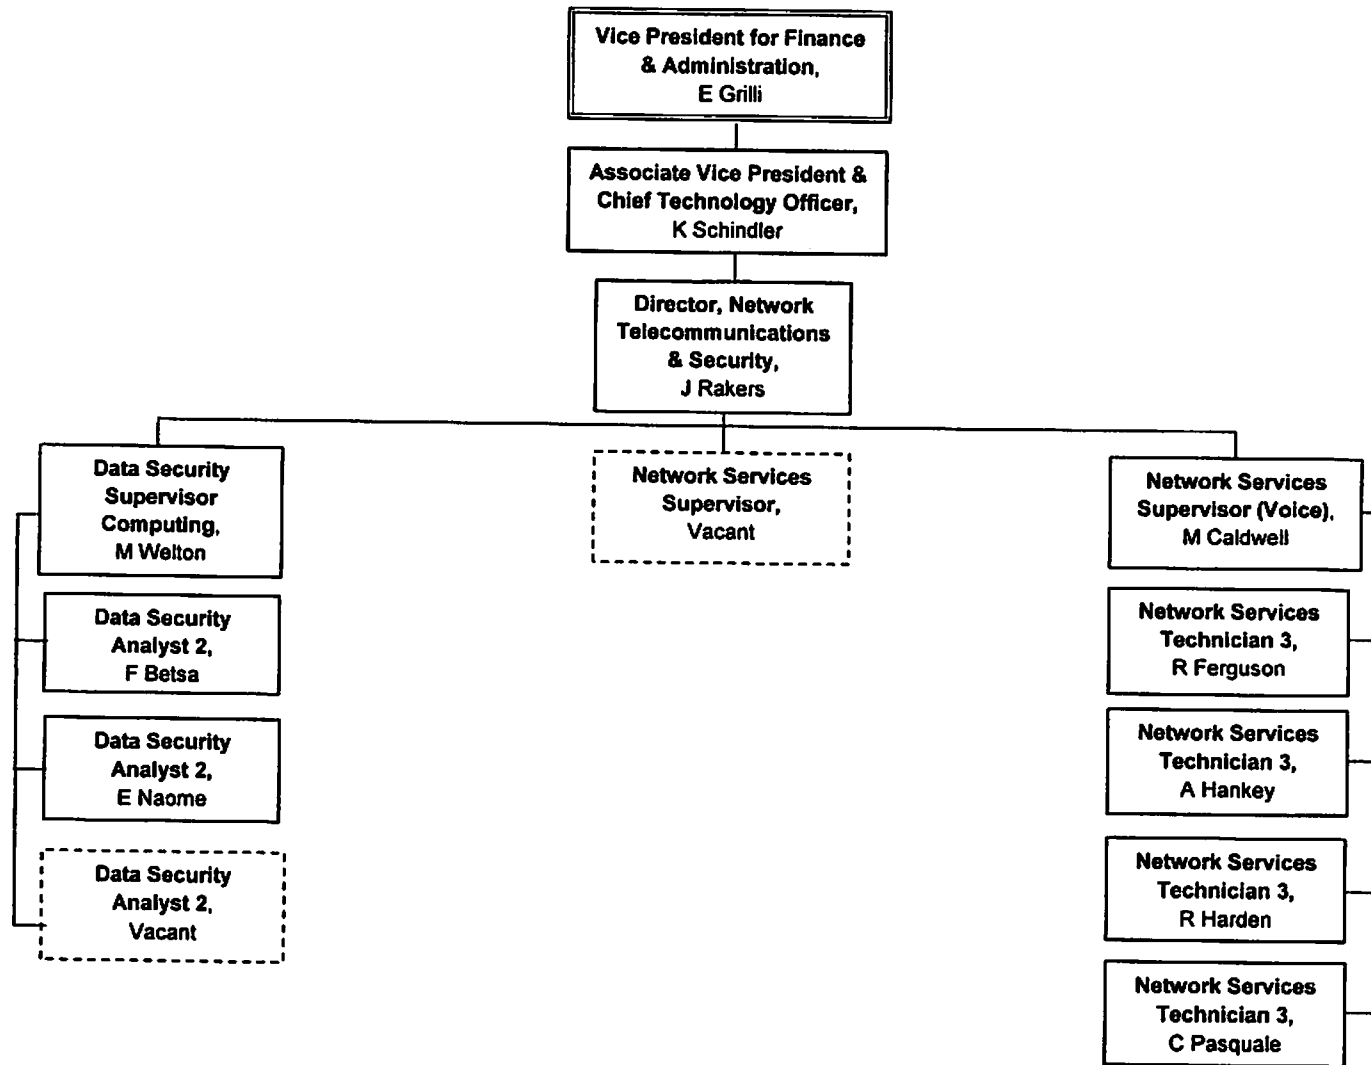 Vice President for Finance
& Administration,
E Grilli
Associate Vice President &
Chief Technology Officer,
K Schindler
Director, Network
Telecommunications
& Security,
J Rakers
Data Security
Supervisor
Computing,
M Welton
Network Services
Supervisor,
Vacant
Network Services
Supervisor (Voice),
M Caldwell
Data Security
Analyst 2,
F Betsa
Data Security
Analyst 2,
E Naome
Data Security
Analyst 2,
Vacant
Network Services
Technician 3,
R Ferguson
Network Services
Technician 3,
A Hankey
Network Services
Technician 3,
R Harden
Network Services
Technician 3,
C Pasquale